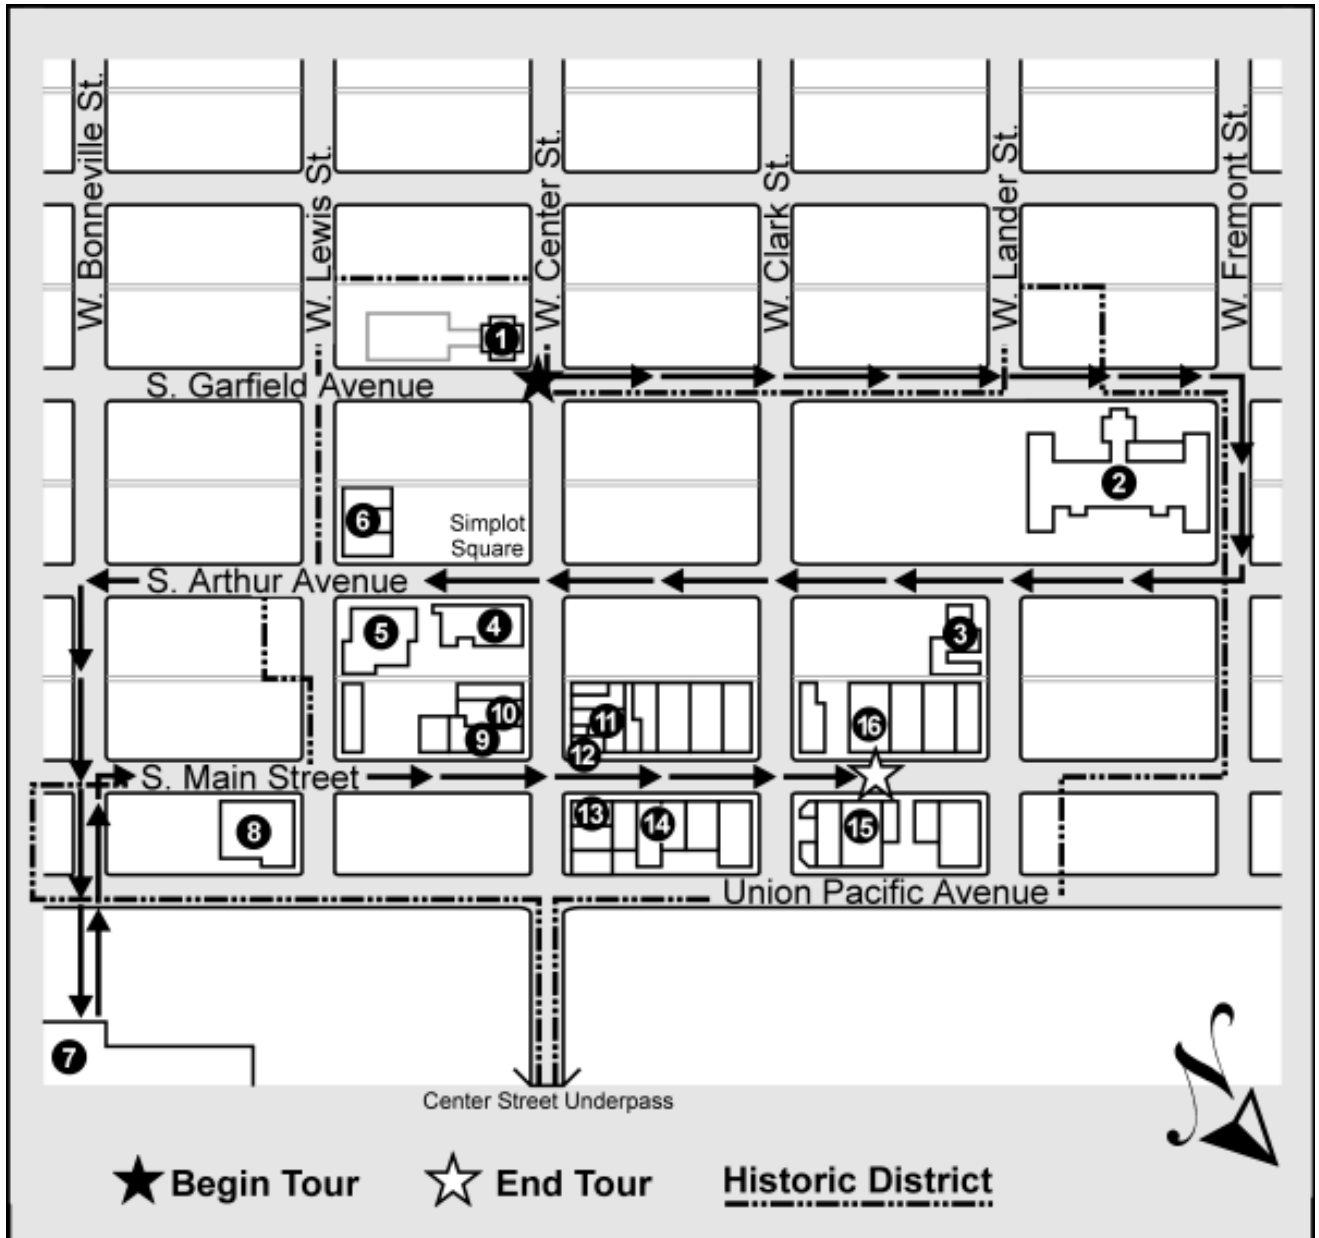 W. Bonneville St.
W. Lewis St.
W. Center St.
W. Clark St.
W. Lander St.
W. Fremont St.
1
S. Garfield Avenue
2
6
Simplot
Square
S. Arthur Avenue
5
4
3
10
9
11
12
16
S. Main Street
8
13
14
15
Union Pacific Avenue
7
Center Street Underpass
N
Begin Tour
End Tour
Historic District